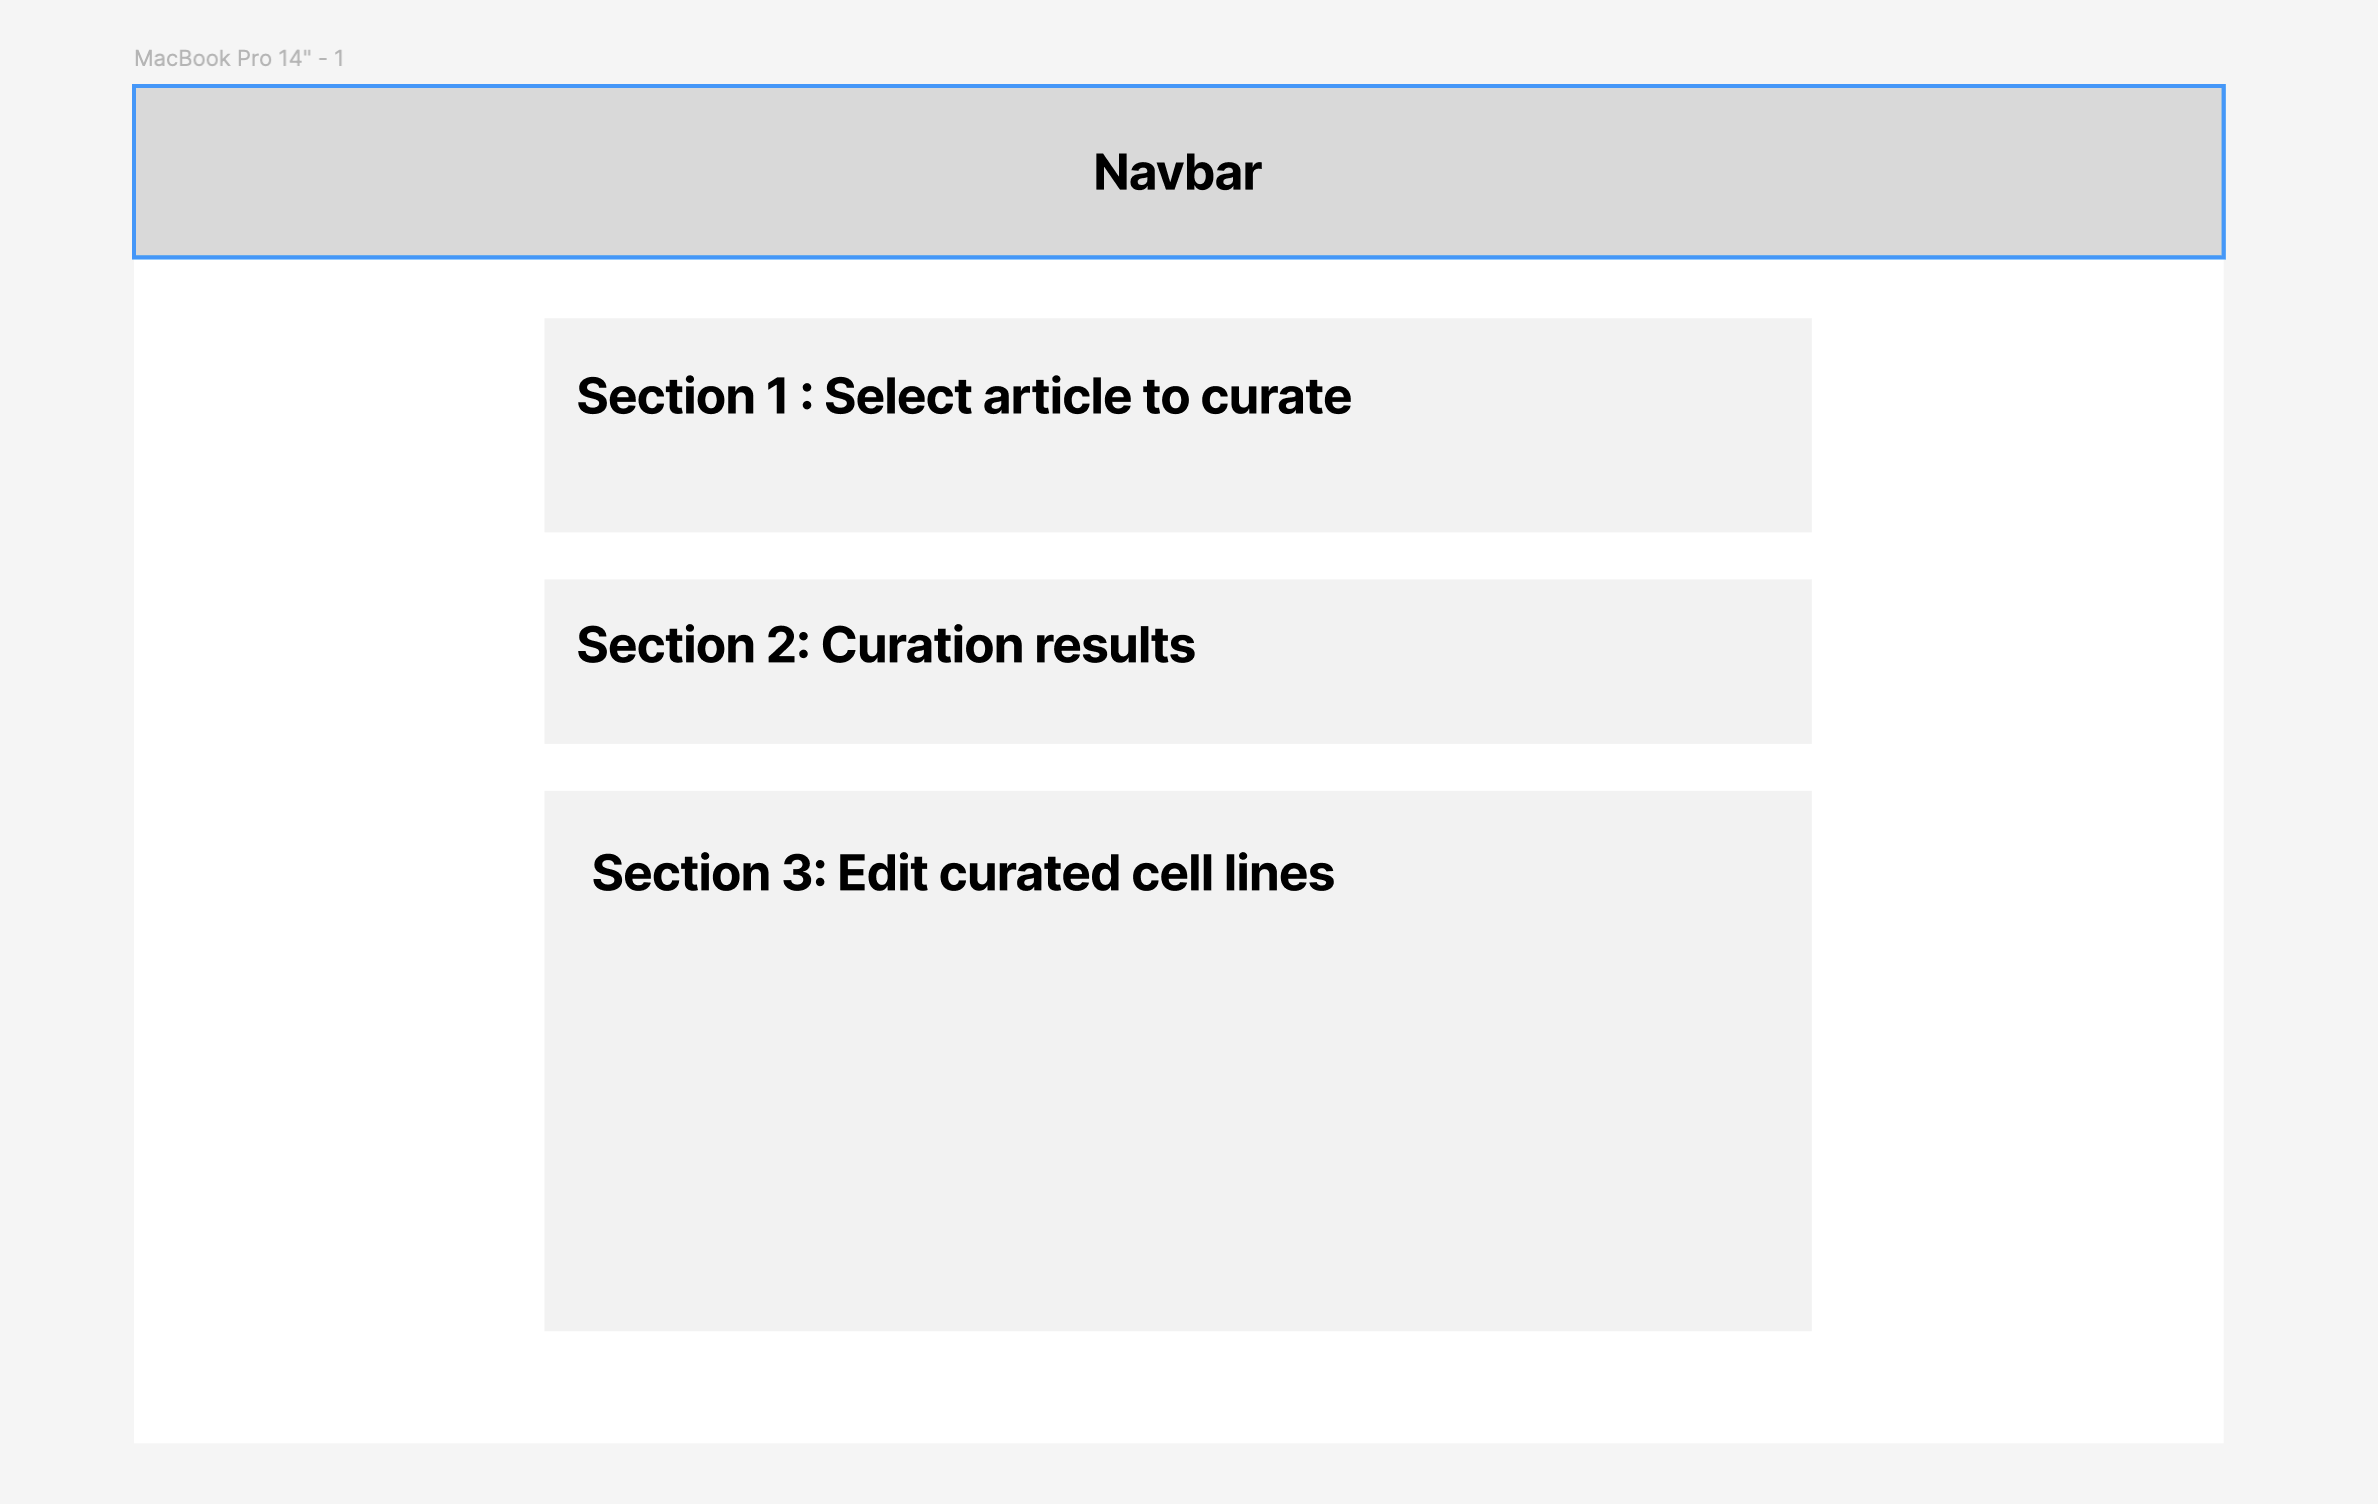 MacBook Pro 14" - 1
Navbar
Section 1 : Select article to curate
Section 2: Curation results
Section 3: Edit curated cell lines